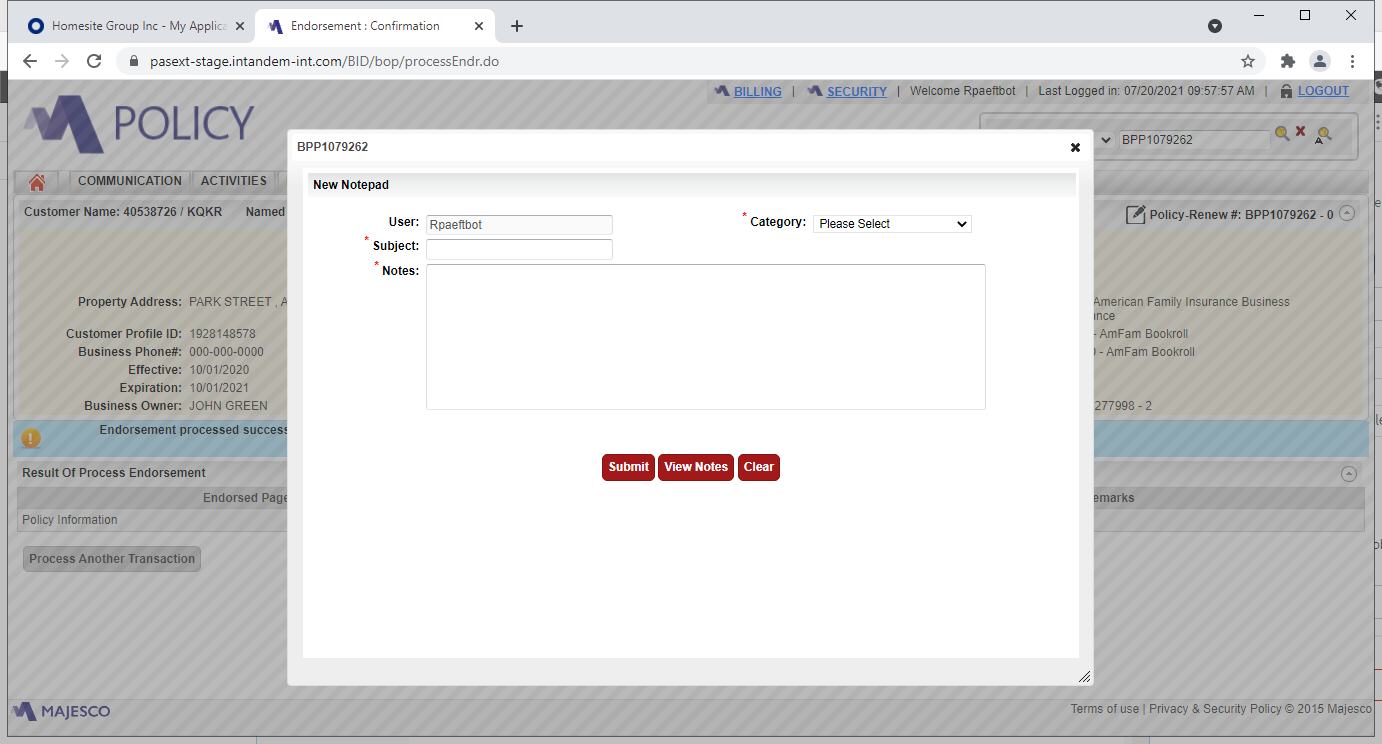 Homesite Group Inc - My Applica
Endorsement : Confirmation
pasext-stage.intandem-int.com/BID/bop/processEndr.do
POLICY
BILLING | SECURITY | Welcome Rpaeftbot | Last Logged in: 07/20/2021 09:57:57 AM | LOGOUT
BPP1079262
BPP1079262
COMMUNICATION ACTIVITIES
New Notepad
Customer Name: 40538726 / KQKR Named
Policy-Renew #: BPP1079262 - 0
User: Rpaeftbot
* Category: Please Select
* Subject:
* Notes:
Property Address: PARK STREET , A
American Family Insurance Business
Customer Profile ID: 1928148578
- AmFam Bookroll
Business Phone#: 000-000-0000
- AmFam Bookroll
Effective: 10/01/2020
Expiration: 10/01/2021
Business Owner: JOHN GREEN
277998 - 2
Endorsement processed success
Submit View Notes Clear
Result Of Process Endorsement
Endorsed Page
emarks
Policy Information
Process Another Transaction
MAJESCO
Terms of use | Privacy & Security Policy © 2015 Majesco